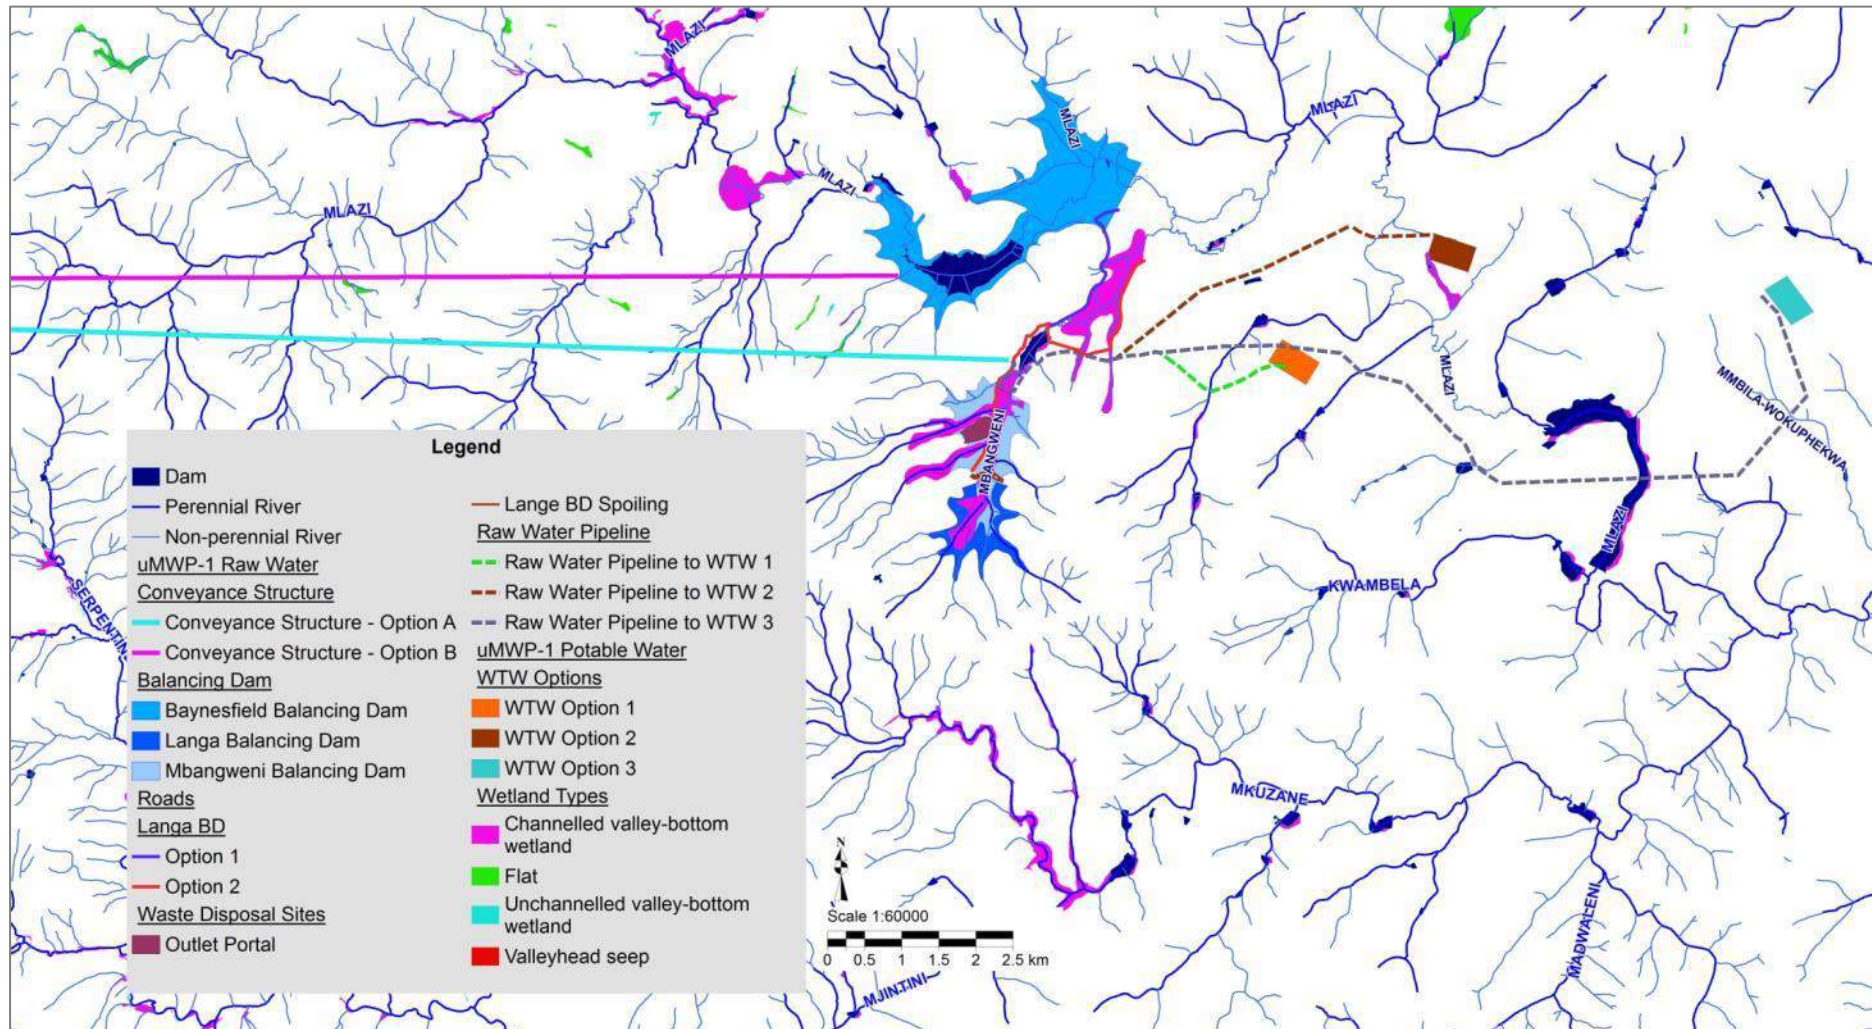 MLAZI
MLAZI
MLAZI
MLAZI
MLAZI
MBANGWENI
MLAZI
MMBILA-WOKUPHEKWA
MLAZI
KWAMBELA
SERPENTIN
MKUZANE
MADWALENI
MJINTINI
Legend
Dam
Perennial River
Non-perennial River
uMWP-1 Raw Water
Conveyance Structure
Conveyance Structure - Option A
Conveyance Structure - Option B
Balancing Dam
Baynesfield Balancing Dam
Langa Balancing Dam
Mbangweni Balancing Dam
Roads
Langa BD
Option 1
Option 2
Waste Disposal Sites
Outlet Portal
Lange BD Spoiling
Raw Water Pipeline
Raw Water Pipeline to WTW 1
Raw Water Pipeline to WTW 2
Raw Water Pipeline to WTW 3
uMWP-1 Potable Water
WTW Options
WTW Option 1
WTW Option 2
WTW Option 3
Wetland Types
Channelled valley-bottom
wetland
Flat
Unchannelled valley-bottom
wetland
Valleyhead seep
N
Scale 1:60000
0 0.5 1 1.5 2 2.5 km